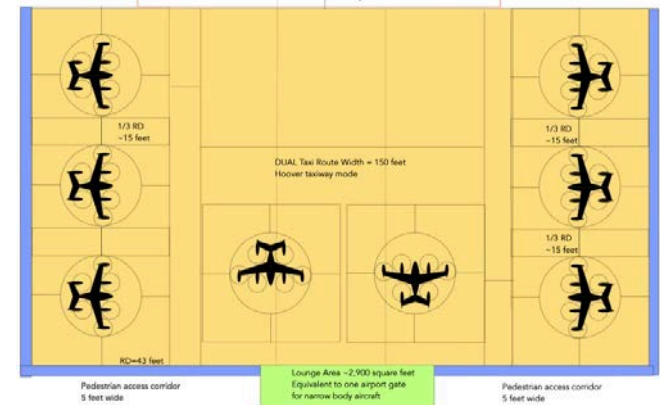 1/3 RD
~15 feet
1/3 RD
~15 feet
DUAL Taxi Route Width = 150 feet
Hoover taxiway mode
1/3 RD
~15 feet
RD=43 feet
Lounge Area ~2,900 square feet
Equivalent to one airport gate
for narrow body aircraft
Pedestrian access corridor
5 feet wide
Pedestrian access corridor
5 feet wide